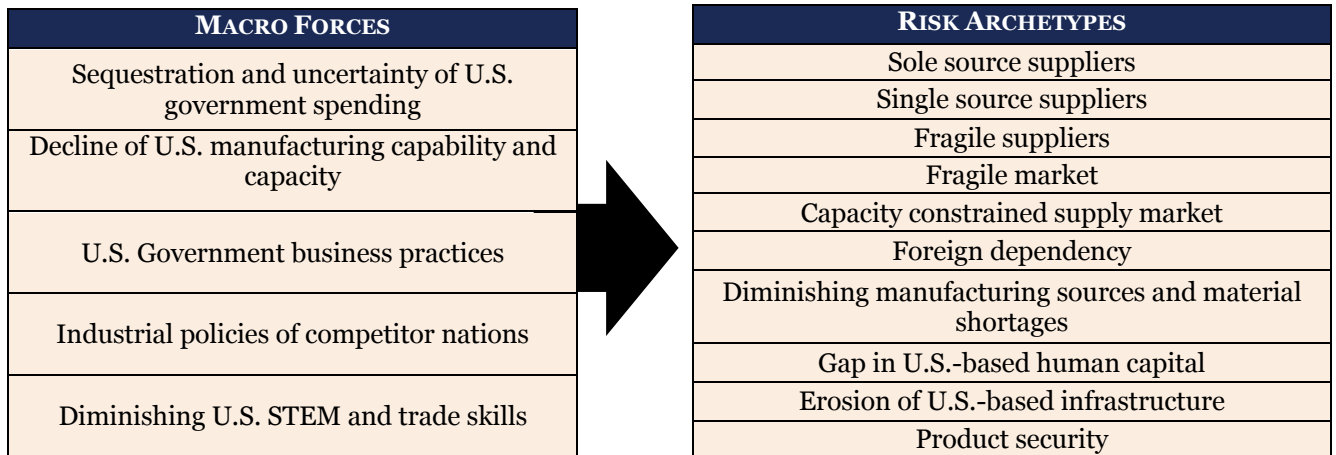 MACRO FORCES
Sequestration and uncertainty of U.S.
government spending
Decline of U.S. manufacturing capability and
capacity
U.S. Government business practices
Industrial policies of competitor nations
Diminishing U.S. STEM and trade skills
RISK ARCHETYPES
Sole source suppliers
Single source suppliers
Fragile suppliers
Fragile market
Capacity constrained supply market
Foreign dependency
Diminishing manufacturing sources and material
shortages
Gap in U.S.-based human capital
Erosion of U.S.-based infrastructure
Product security